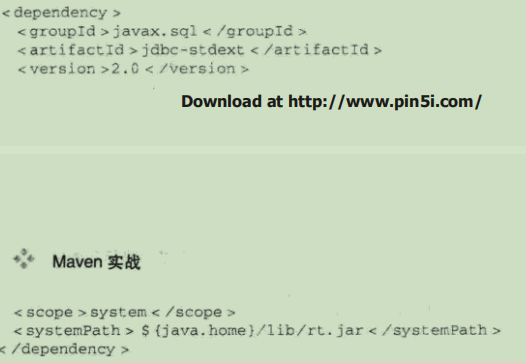 <dependency>
<groupId>javax.sql</groupId>
<artifactId>jdbc-stdext</artifactId>
<version>2.0</version>
Download at http://www.pin5i.com/
Maven 实战
<scope>system</scope>
<systemPath>${java.home}/lib/rt.jar</systemPath>
</dependency>